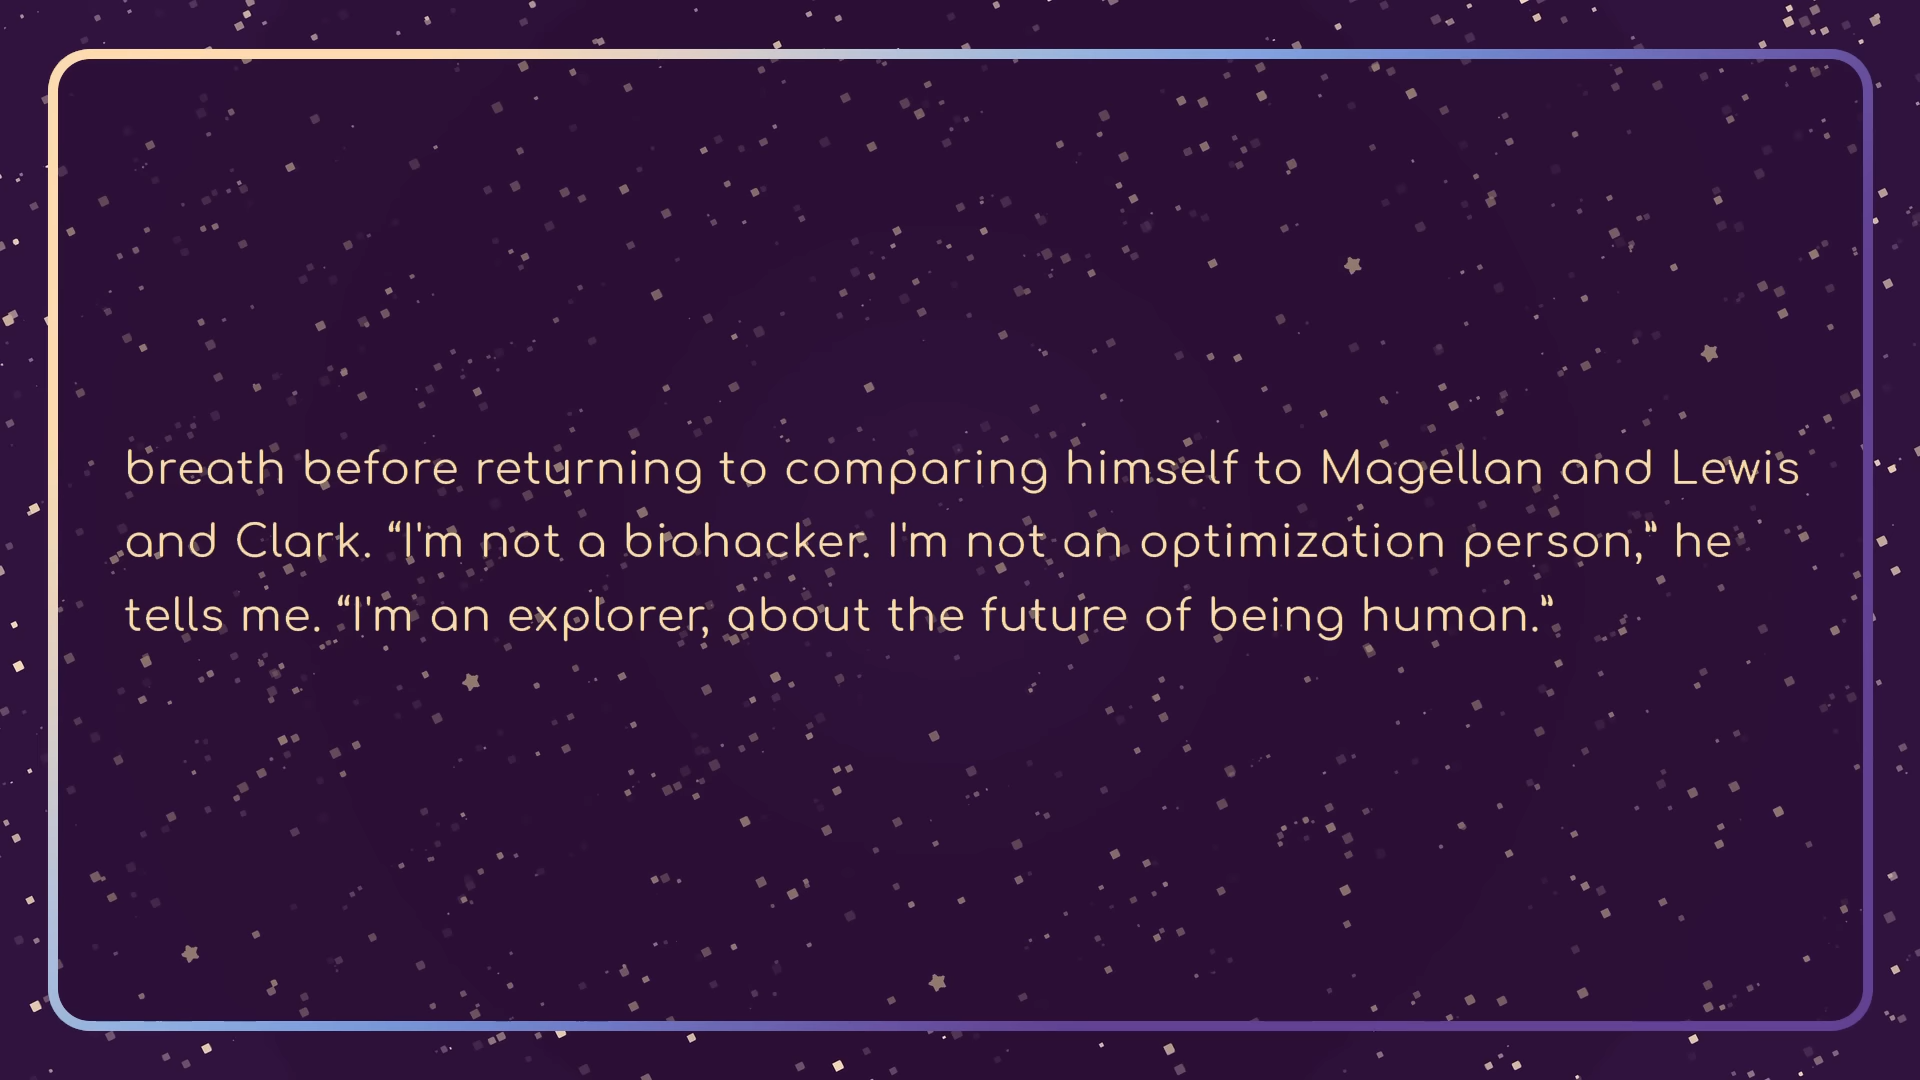 breath before returning to comparing himself to Magellan and Lewis
and Clark. “I'm not a biohacker. I'm not an optimization person,” he
tells me. “I'm an explorer, about the future of being human.”